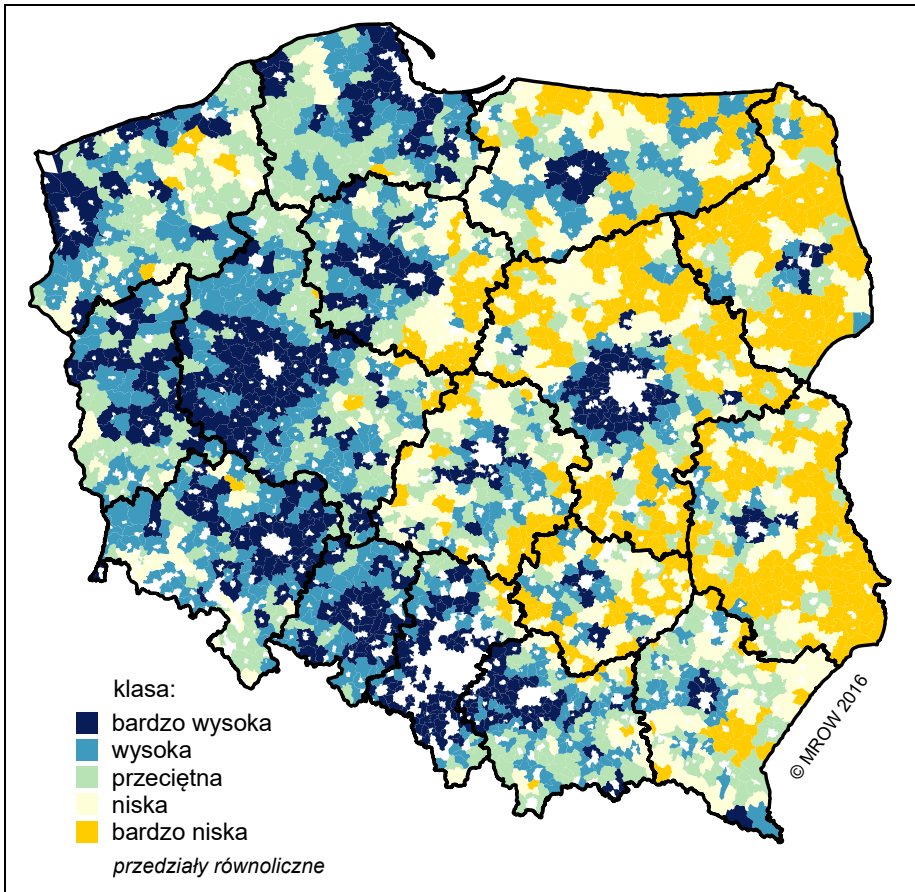 klasa:
bardzo wysoka
wysoka
przeciętna
niska
bardzo niska
przedziały równoliczne
© MROW 2016